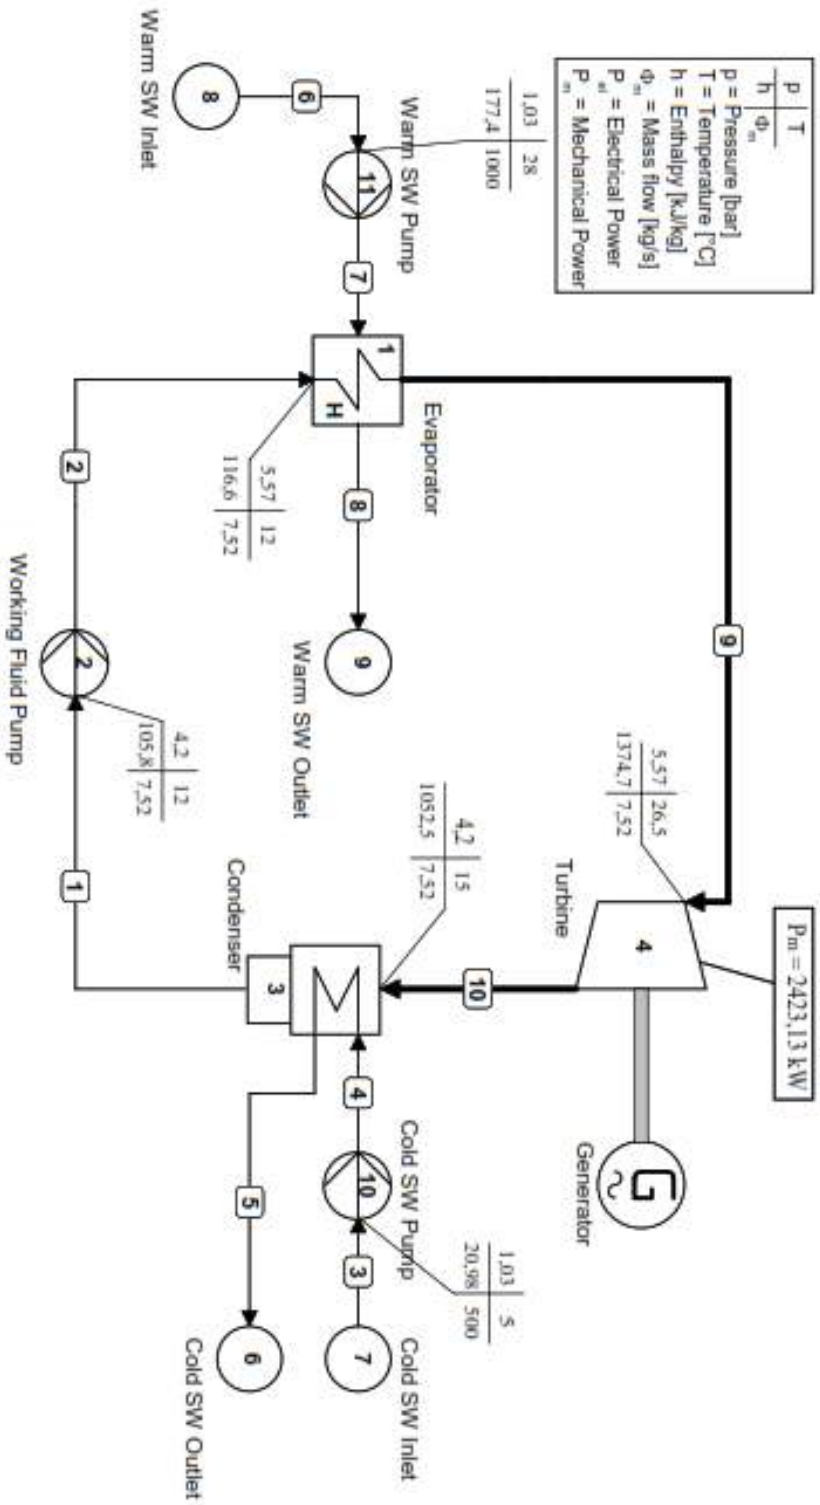 p T
h Φm
p = Pressure [bar]
T = Temperature [°C]
h = Enthalpy [kJ/kg]
Φm = Mass flow [kg/s]
Pel = Electrical Power
Pm = Mechanical Power
Pm = 2423,13 kW
9
5,57 26,5
1374,7 7,52
4
Turbine
G
Generator
1,03 28
177,4 1000
Warm SW Pump
Evaporator
8
Warm SW Inlet
6
11
7
1
H
8
9
Warm SW Outlet
5,57 12
116,6 7,52
4,2 15
1052,5 7,52
10
1,03 5
20,98 500
Cold SW Pump
Cold SW Inlet
4
10
3
7
3
Condenser
5
6
Cold SW Outlet
4,2 12
105,8 7,52
2
2
1
Working Fluid Pump